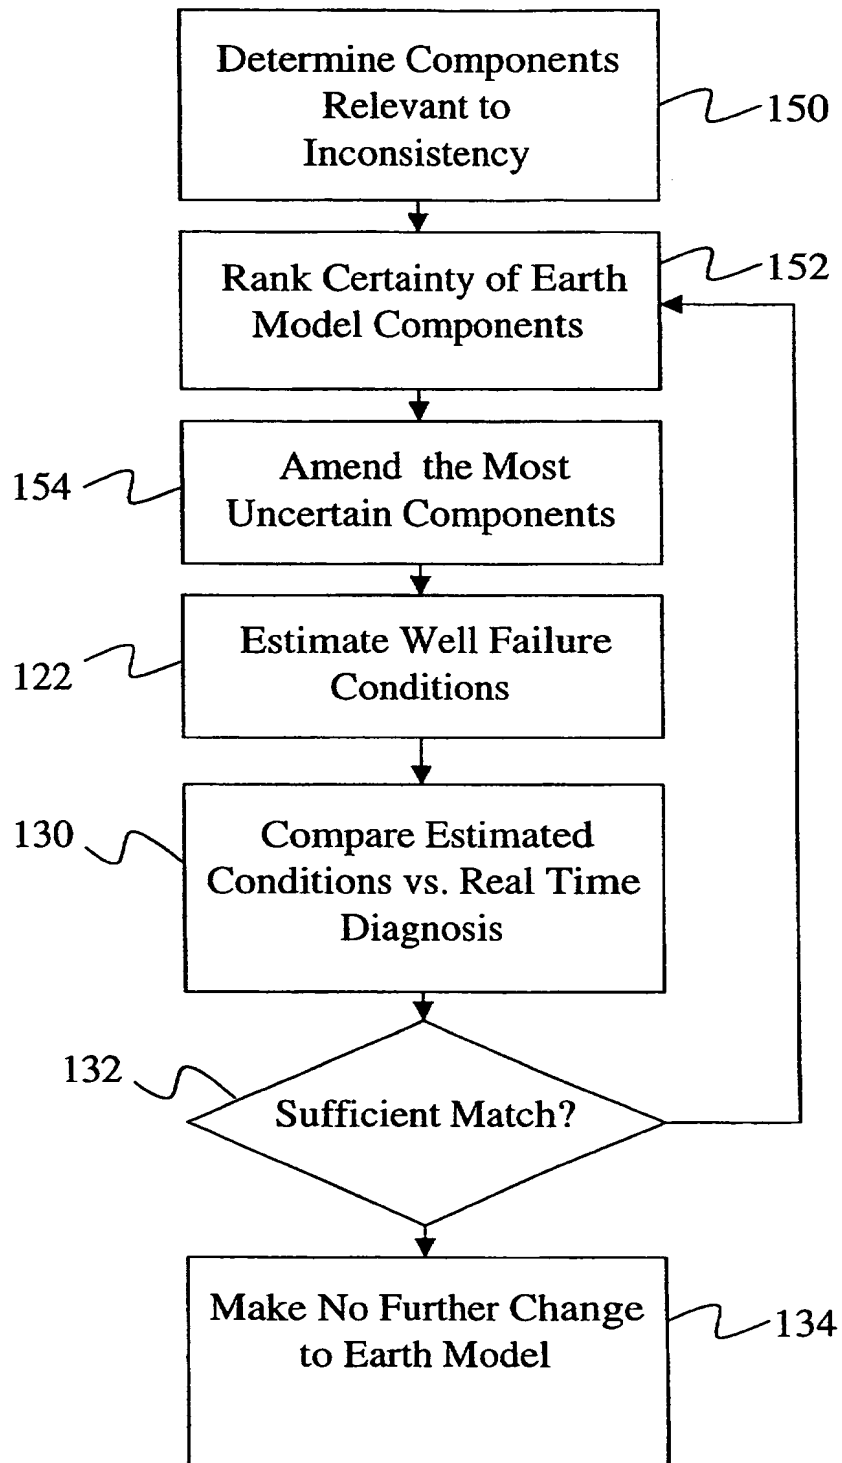 Determine Components
Relevant to
Inconsistency
150
Rank Certainty of Earth
Model Components
152
Amend the Most
Uncertain Components
154
Estimate Well Failure
Conditions
122
Compare Estimated
Conditions vs. Real Time
Diagnosis
130
132
Sufficient Match?
Make No Further Change
to Earth Model
134